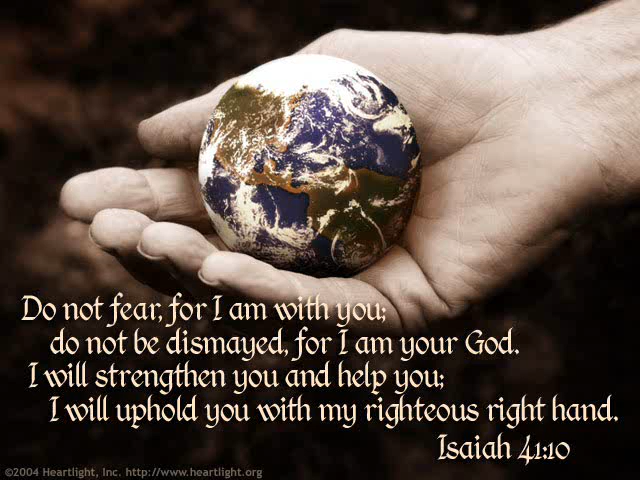 Do not fear, for I am with you;
do not be dismayed, for I am your God.
I will strengthen you and help you;
I will uphold you with my righteous right hand.
Isaiah 41:10
©2004 Heartlight, Inc. http://www.heartlight.org